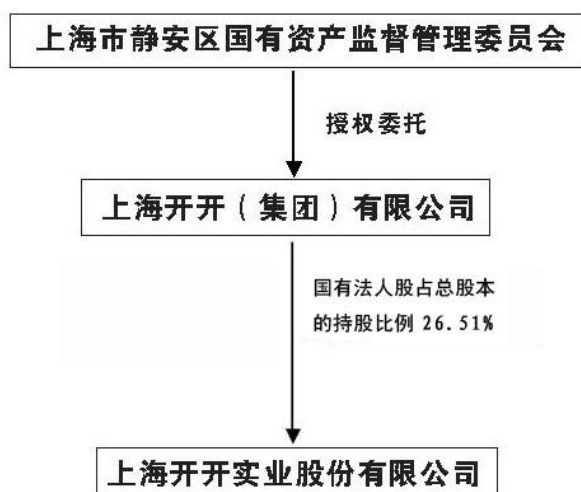 上海市静安区国有资产监督管理委员会
授权委托
上海开开（集团）有限公司
国有法人股占总股本
的持股比例 26.51%
上海开开实业股份有限公司